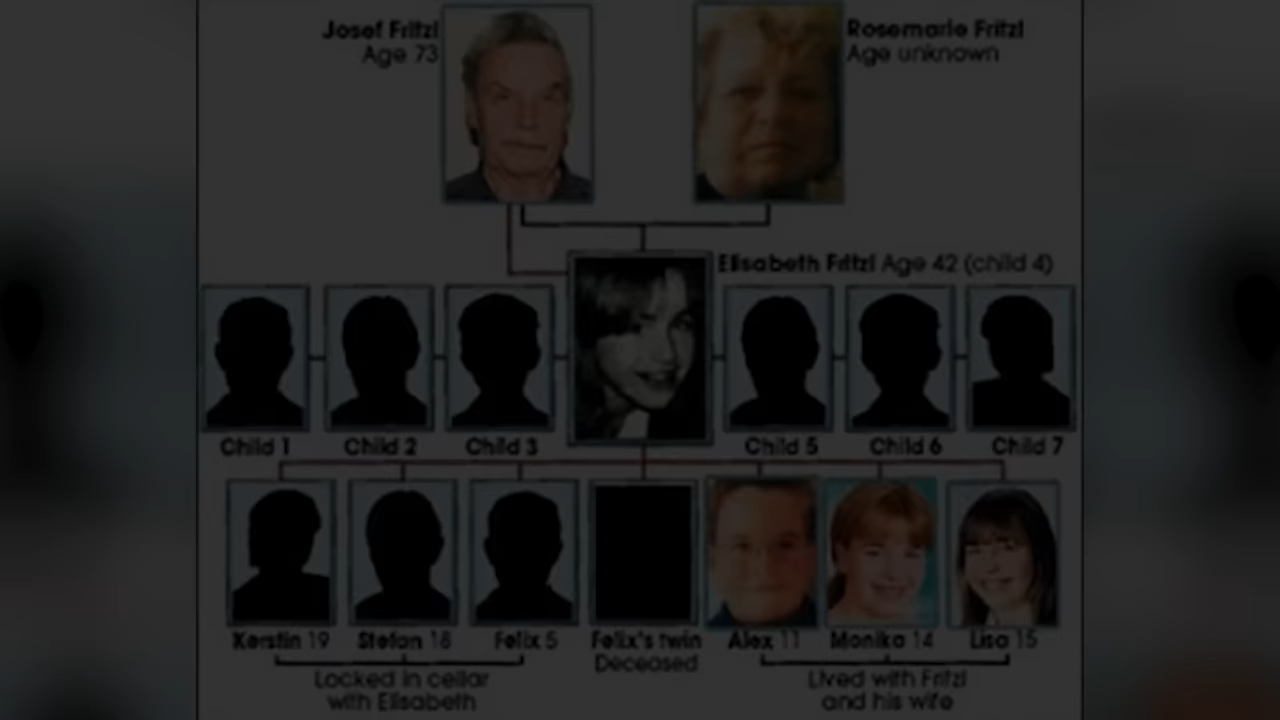 Josef Fritzl
Age 73
Rosemarie Fritzl
Age unknown
Elisabeth Fritzl Age 42 (child 4)
Child 1
Child 2
Child 3
Child 5
Child 6
Child 7
Kerstin 19
Stefan 18
Felix 5
Felix's twin
Deceased
Alex 11
Monika 14
Lisa 15
Locked in cellar
with Elisabeth
Lived with Fritzl
and his wife